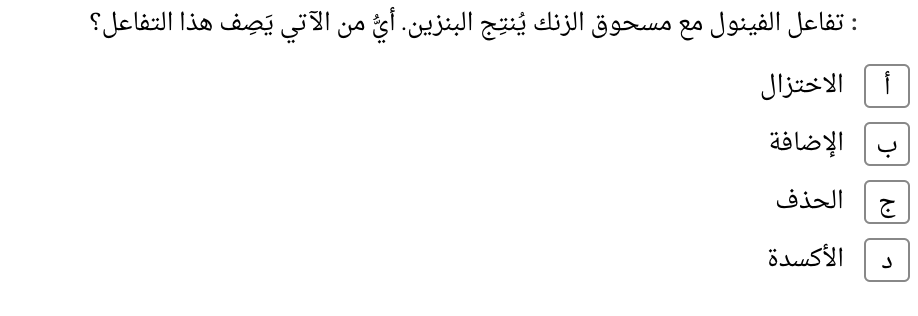 : تفاعل الفينول مع مسحوق الزنك يُنتِج البنزين. أيٌّ من الآتي يَصِف هذا التفاعل؟
أ الاختزال
ب الإضافة
ج الحذف
د الأكسدة